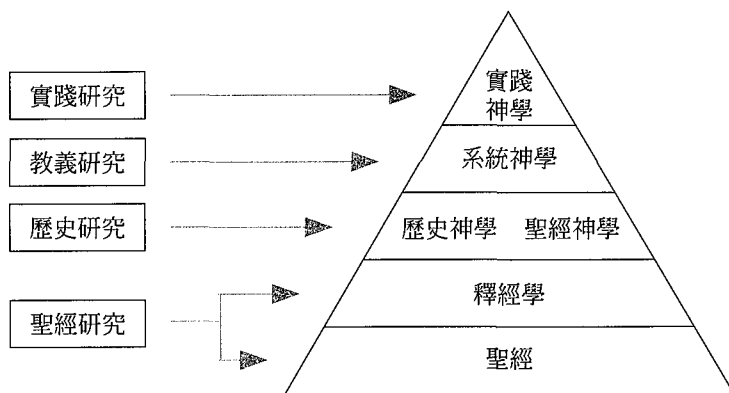 實踐研究
實踐
神學
教義研究
系統神學
歷史研究
歷史神學 聖經神學
聖經研究
釋經學
聖經